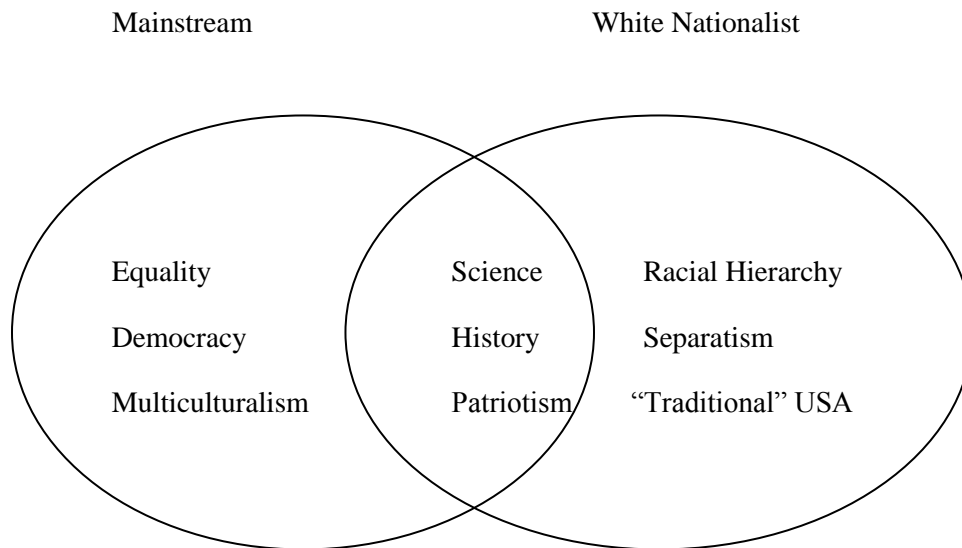 Mainstream White Nationalist
Equality Science Racial Hierarchy
Democracy History Separatism
Multiculturalism Patriotism “Traditional” USA